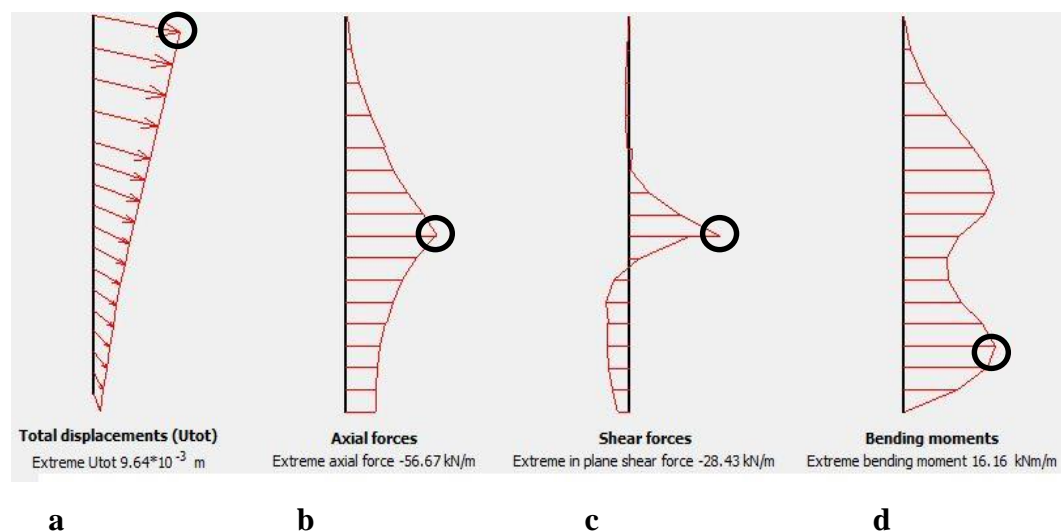 Total displacements (Utot)
Extreme Utot 9.64*10 -3 m
Axial forces
Extreme axial force -56.67 kN/m
Shear forces
Extreme in plane shear force -28.43 kN/m
Bending moments
Extreme bending moment 16.16 kNm/m
a b c d